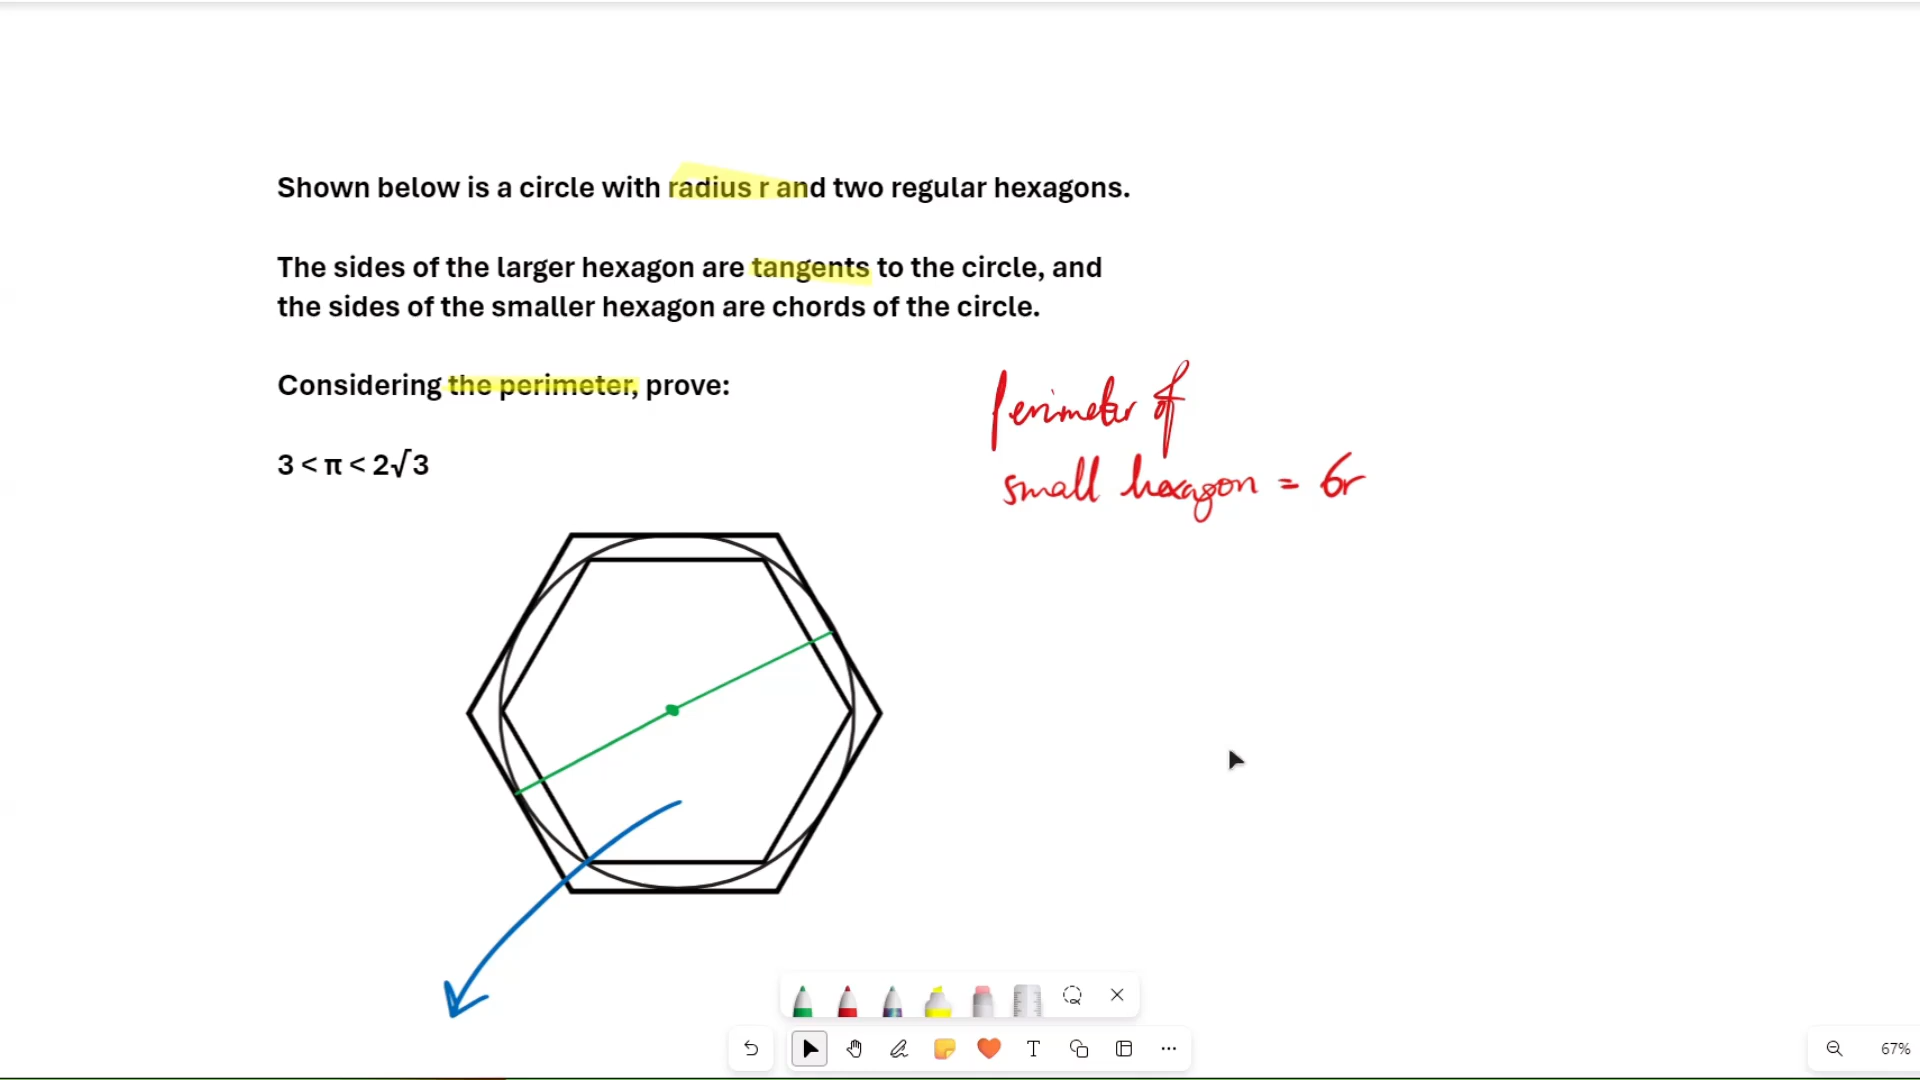 Shown below is a circle with radius r and two regular hexagons.
The sides of the larger hexagon are tangents to the circle, and
the sides of the smaller hexagon are chords of the circle.
Considering the perimeter, prove:
3 < π < 2√3
Perimeter of
small hexagon = 6r
T
67%